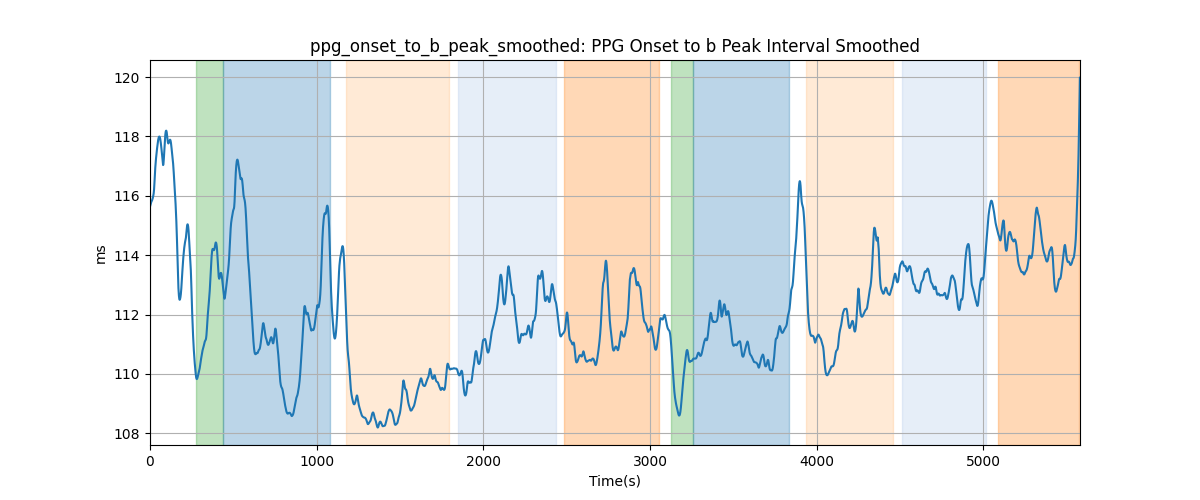 ppg_onset_to_b_peak_smoothed: PPG Onset to b Peak Interval Smoothed
120
118
116
114
112
110
108
ms
0 1000 2000 3000 4000 5000
Time(s)